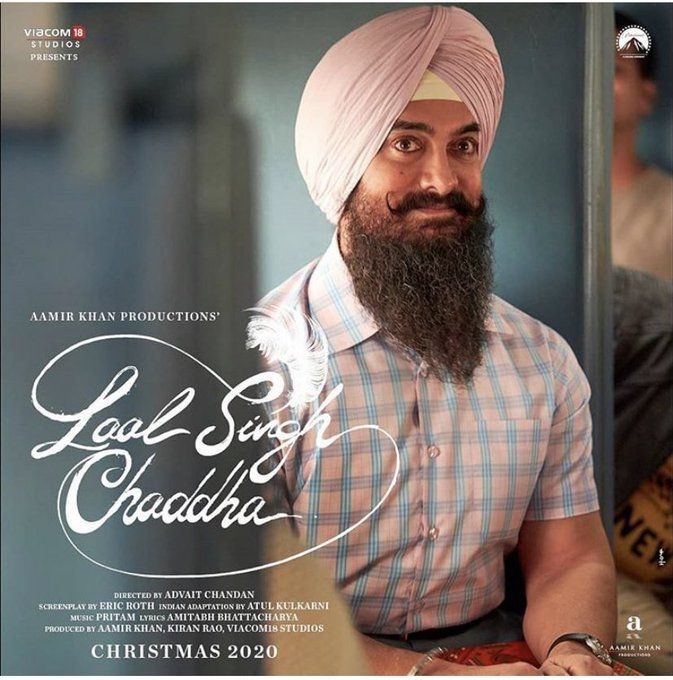 VIACOM 18
STUDIOS
PRESENTS
Paramount
AAMIR KHAN PRODUCTIONS'
Laal Singh
Chaddha
DIRECTED BY ADVAIT CHANDAN
SCREENPLAY BY ERIC ROTH INDIAN ADAPTATION BY ATUL KULKARNI
MUSIC PRITAM LYRICS AMITABH BHATTACHARYA
PRODUCED BY AAMIR KHAN, KIRAN RAO, VIACOM18 STUDIOS
CHRISTMAS 2020
NEW
a
AAMIR KHAN
PRODUCTIONS